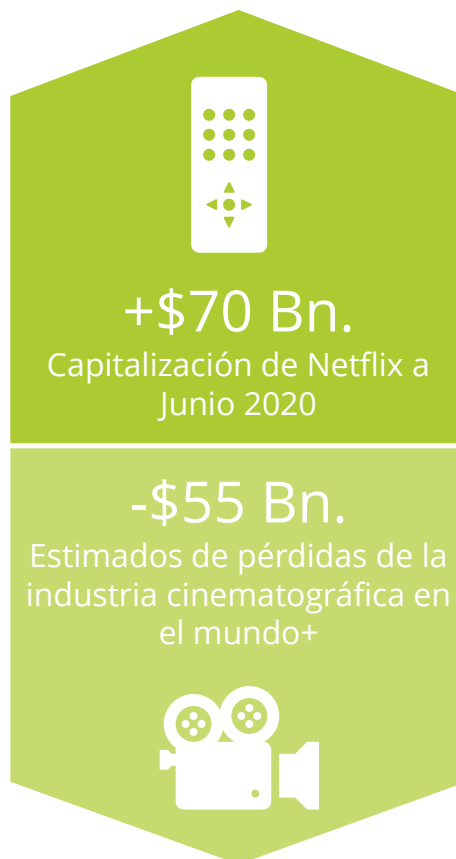 +$70 Bn.
Capitalización de Netflix a
Junio 2020
-$55 Bn.
Estimados de pérdidas de la
industria cinematográfica en
el mundo+